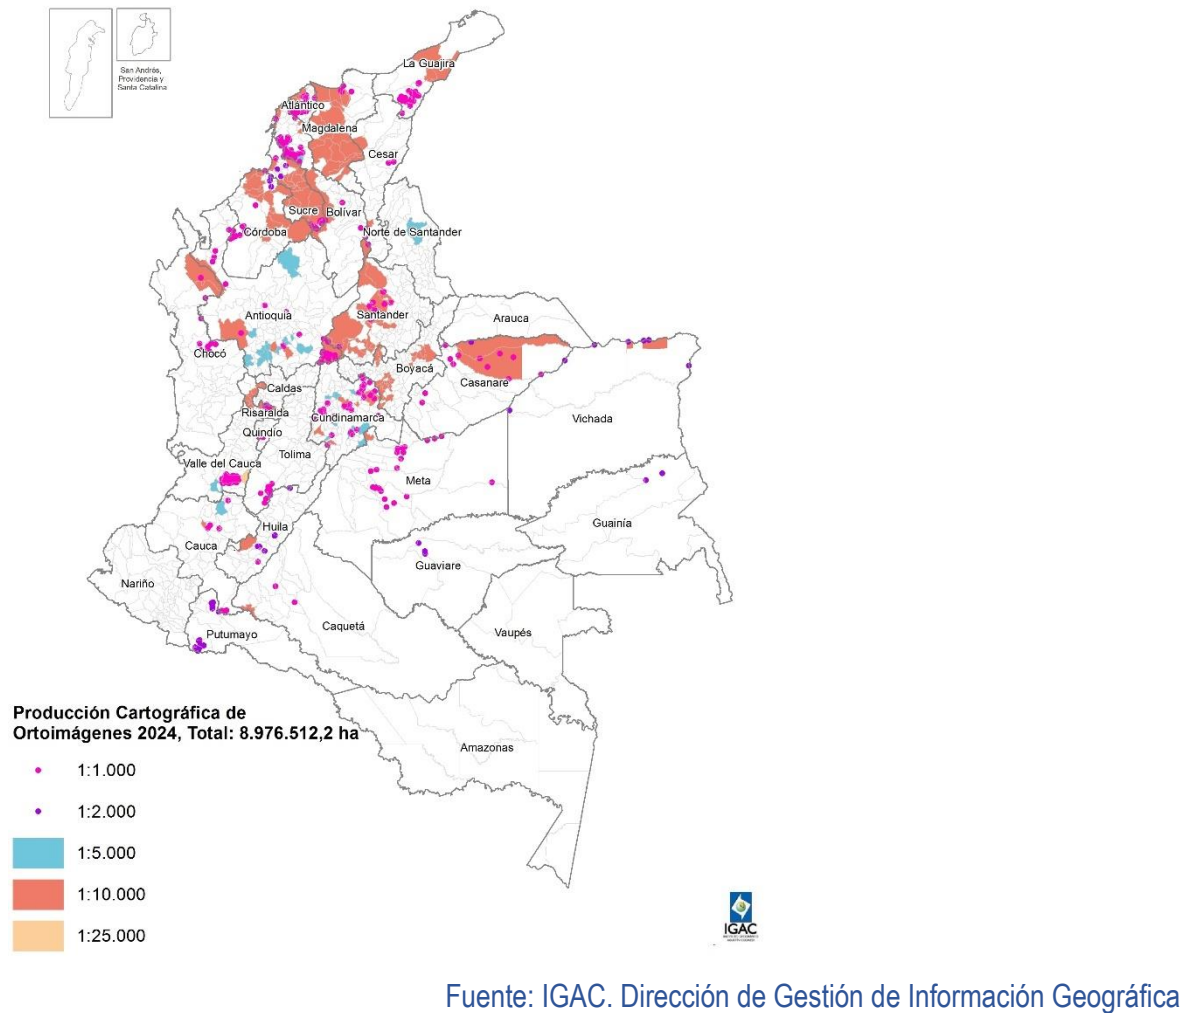 San Andrés,
Providencia y
Santa Catalina
La Guajira
Atlántico
Magdalena
Cesar
Sucre
Bolívar
Córdoba
Norte de Santander
Antioquia
Santander
Arauca
Chocó
Boyacá
Casanare
Caldas
Risaralda
Cundinamarca
Vichada
Quindío
Tolima
Valle del Cauca
Meta
Guainía
Huila
Cauca
Guaviare
Nariño
Caquetá
Vaupés
Putumayo
Producción Cartográfica de
Ortoimágenes 2024, Total: 8.976.512,2 ha
Amazonas
1:1.000
1:2.000
1:5.000
1:10.000
1:25.000
IGAC
Fuente: IGAC. Dirección de Gestión de Información Geográfica